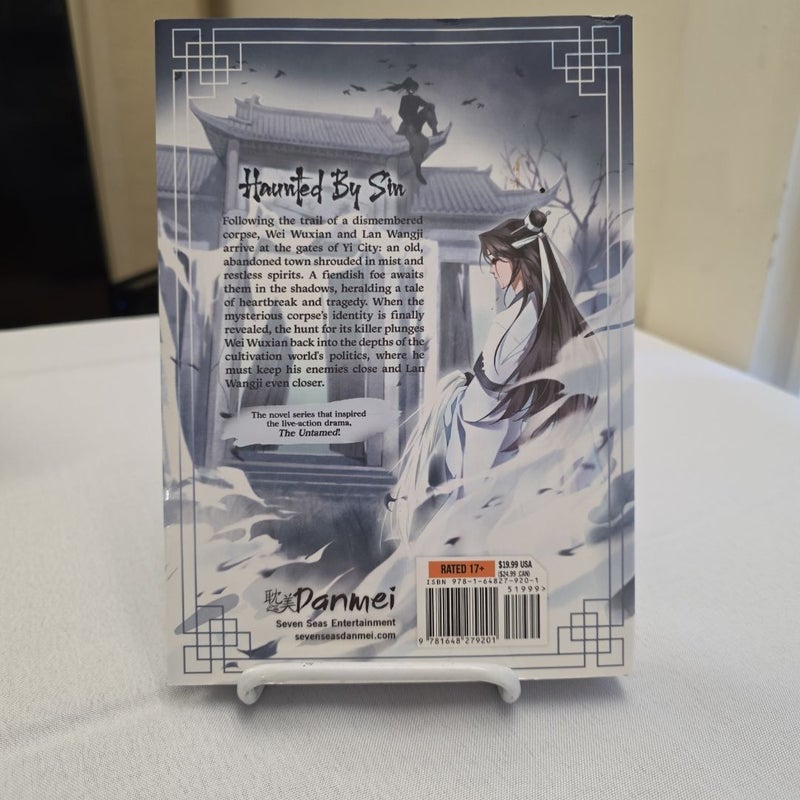 Haunted By Sin
Following the trail of a dismembered
corpse, Wei Wuxian and Lan Wangji
arrive at the gates of Yi City: an old,
abandoned town shrouded in mist and
restless spirits. A fiendish foe awaits
them in the shadows, heralding a tale
of heartbreak and tragedy. When the
mysterious corpse's identity is finally
revealed, the hunt for its killer plunges
Wei Wuxian back into the depths of the
cultivation world's politics, where he
must keep his enemies close and Lan
Wangji even closer.
The novel series that inspired
the live-action drama,
The Untamed!
RATED 17+
$19.99 USA
($24.99 CAN)
ISBN 978-1-64827-920-1
51999>
9 781648 279201
耽美 Danmei
Seven Seas Entertainment
sevenseasdanmei.com